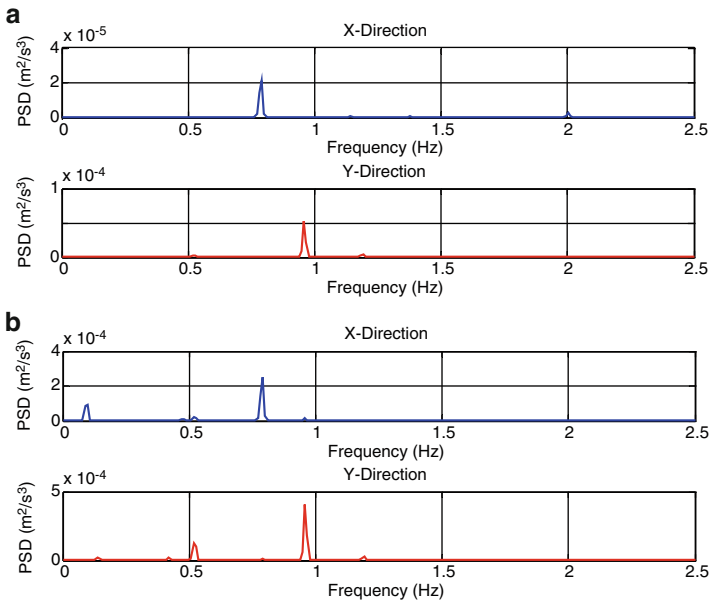 a
x 10-5
X-Direction
PSD (m2/s3)
4
2
0
0 0.5 1 1.5 2 2.5
Frequency (Hz)
x 10-4
Y-Direction
PSD (m2/s3)
1
0
0 0.5 1 1.5 2 2.5
Frequency (Hz)
b
x 10-4
X-Direction
PSD (m2/s3)
4
2
0
0 0.5 1 1.5 2 2.5
Frequency (Hz)
x 10-4
Y-Direction
PSD (m2/s3)
5
0
0 0.5 1 1.5 2 2.5
Frequency (Hz)